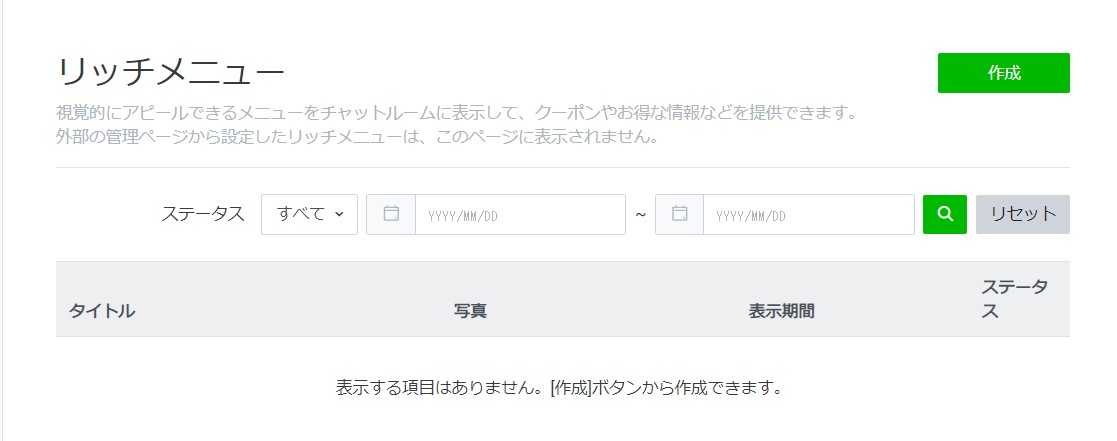 リッチメニュー
作成
視覚的にアピールできるメニューをチャットルームに表示して、クーポンやお得な情報などを提供できます。
外部の管理ページから設定したリッチメニューは、このページに表示されません。
ステータス すべて YYYY/MM/DD ~ YYYY/MM/DD リセット
タイトル 写真 表示期間 ステータ
ス
表示する項目はありません。[作成]ボタンから作成できます。